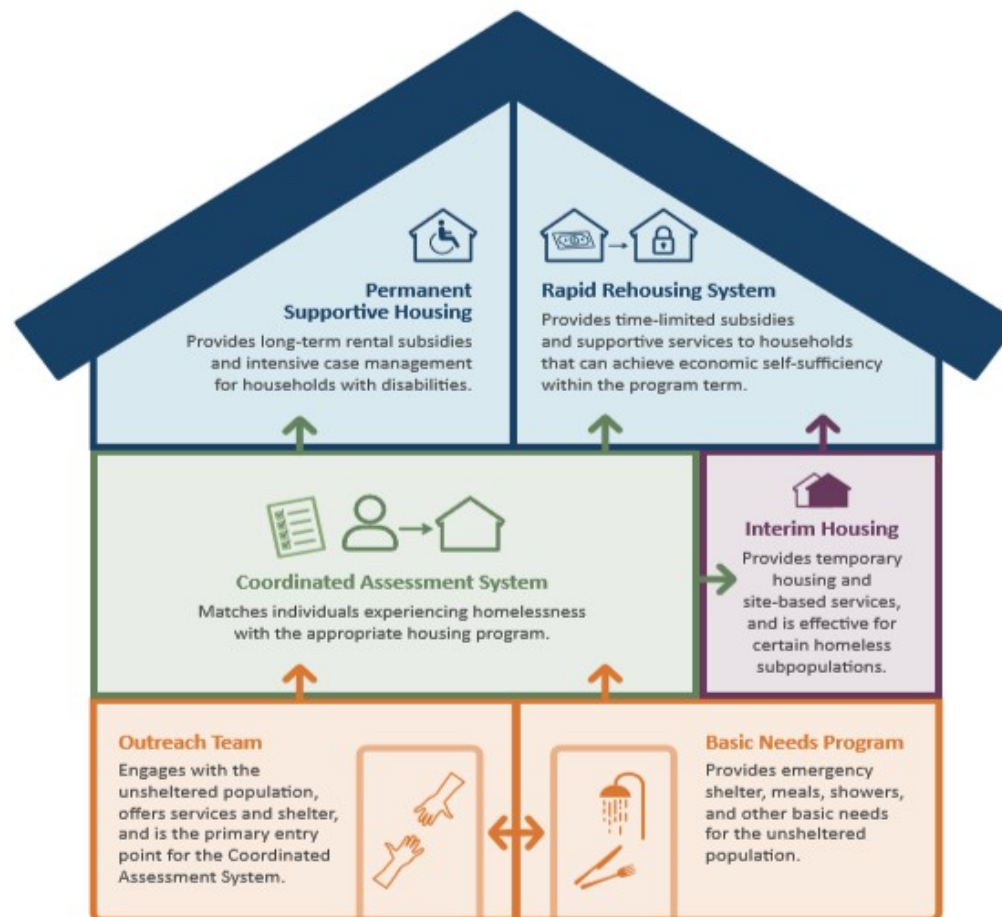 Permanent
Supportive Housing
Provides long-term rental subsidies
and intensive case management
for households with disabilities.
Rapid Rehousing System
Provides time-limited subsidies
and supportive services to households
that can achieve economic self-sufficiency
within the program term.
Coordinated Assessment System
Matches individuals experiencing homelessness
with the appropriate housing program.
Interim Housing
Provides temporary
housing and
site-based services,
and is effective for
certain homeless
subpopulations.
Outreach Team
Engages with the
unsheltered population,
offers services and shelter,
and is the primary entry
point for the Coordinated
Assessment System.
Basic Needs Program
Provides emergency
shelter, meals, showers,
and other basic needs
for the unsheltered
population.